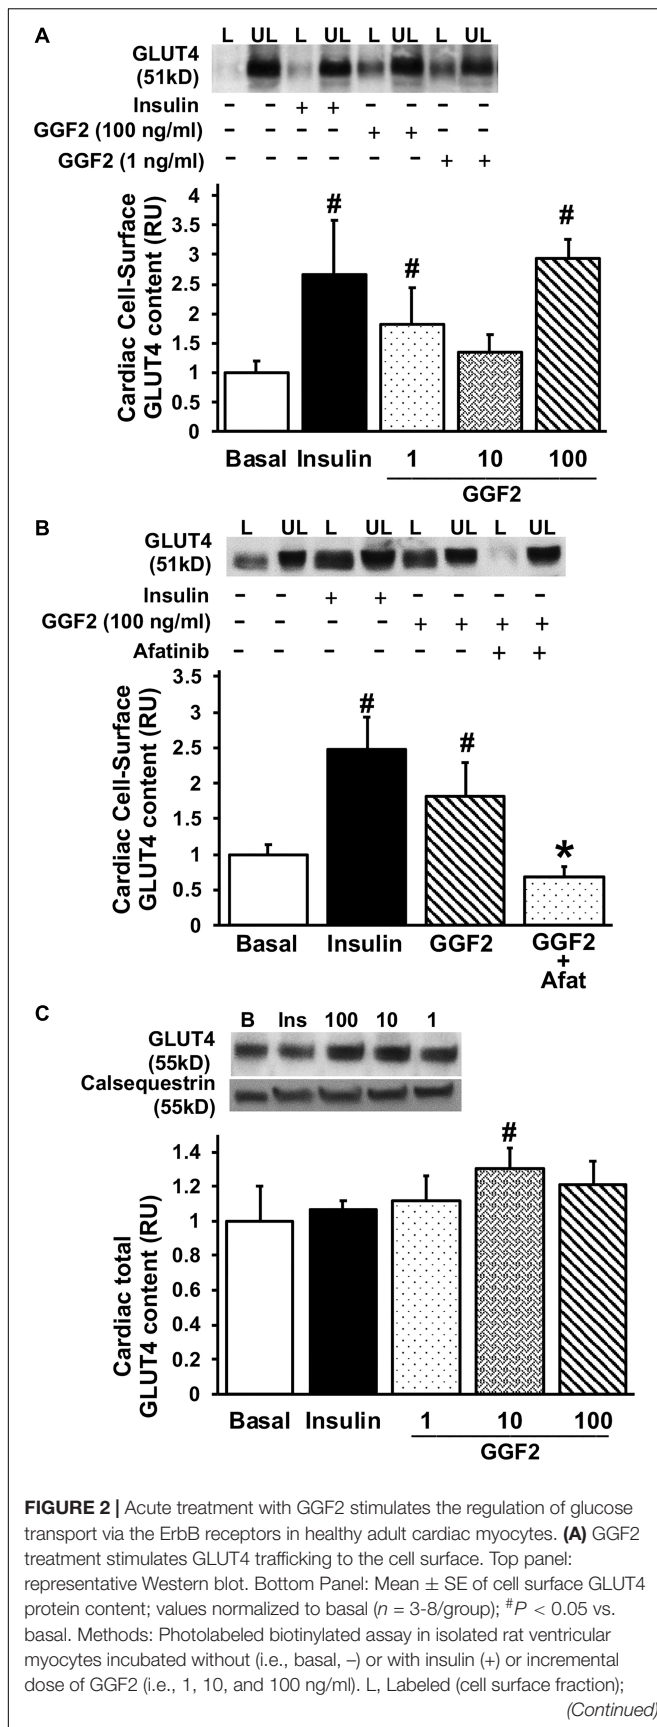 A
L UL L UL L UL L UL
GLUT4
(51kD)
Insulin – – + + – – – –
GGF2 (100 ng/ml) – – – – + + – –
GGF2 (1 ng/ml) – – – – – – + +
Cardiac Cell-Surface
GLUT4 content (RU)
4
3.5
3
2.5
2
1.5
1
0.5
0
# # #
Basal Insulin 1 10 100
GGF2
B
L UL L UL L UL L UL
GLUT4
(51kD)
Insulin – – + + – – – –
GGF2 (100 ng/ml) – – – – + + + +
Afatinib – – – – – – + +
Cardiac Cell-Surface
GLUT4 content (RU)
3.5
3
2.5
2
1.5
1
0.5
0
# # *
Basal Insulin GGF2 GGF2
+
Afat
C
B Ins 100 10 1
GLUT4
(55kD)
Calsequestrin
(55kD)
Cardiac total
GLUT4 content (RU)
1.4
1.2
1
0.8
0.6
0.4
0.2
0
#
Basal Insulin 1 10 100
GGF2
FIGURE 2 | Acute treatment with GGF2 stimulates the regulation of glucose
transport via the ErbB receptors in healthy adult cardiac myocytes. (A) GGF2
treatment stimulates GLUT4 trafficking to the cell surface. Top panel:
representative Western blot. Bottom Panel: Mean ± SE of cell surface GLUT4
protein content; values normalized to basal (n = 3-8/group); #P < 0.05 vs.
basal. Methods: Photolabeled biotinylated assay in isolated rat ventricular
myocytes incubated without (i.e., basal, –) or with insulin (+) or incremental
dose of GGF2 (i.e., 1, 10, and 100 ng/ml). L, Labeled (cell surface fraction);
(Continued)